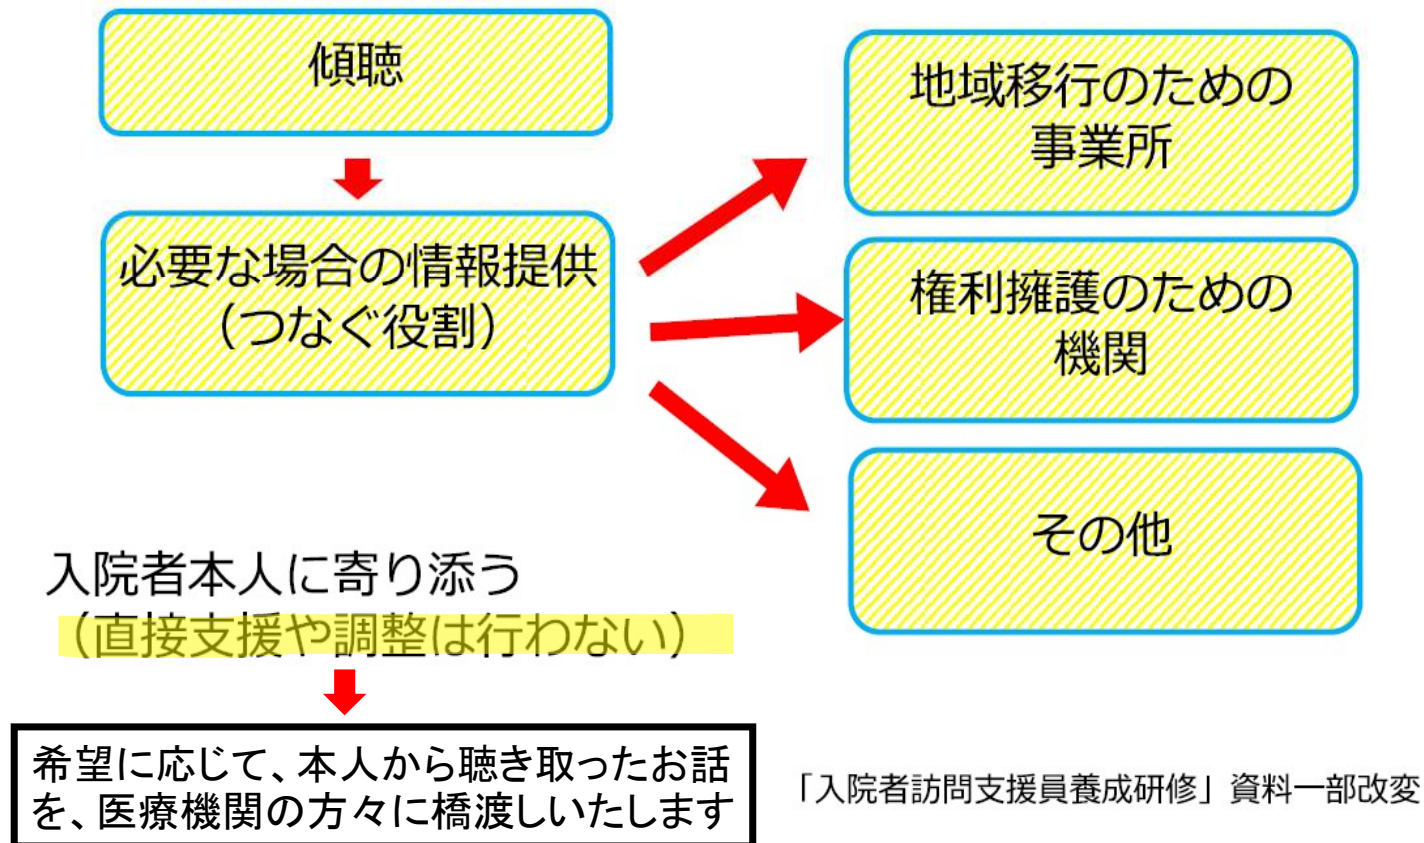 傾聴
必要な場合の情報提供
（つなぐ役割）
地域移行のための
事業所
権利擁護のための
機関
その他
入院者本人に寄り添う
（直接支援や調整は行わない）
希望に応じて、本人から聴き取ったお話
を、医療機関の方々に橋渡しいたします
「入院者訪問支援員養成研修」資料一部改変